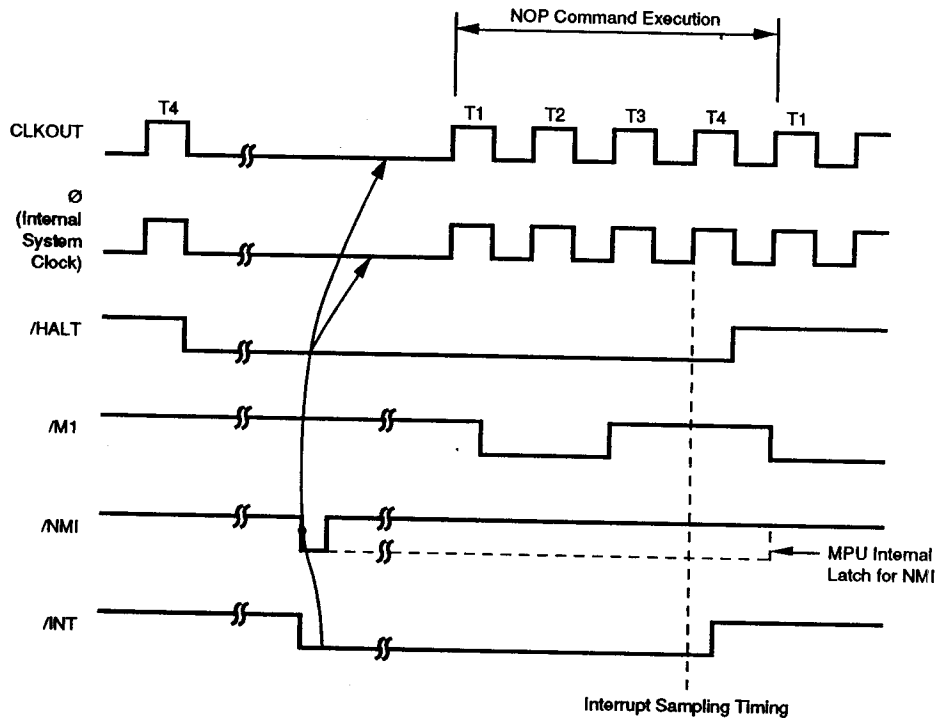 NOP Command Execution
T4 T1 T2 T3 T4 T1
CLKOUT
Ø
(Internal
System
Clock)
/HALT
/M1
/NMI
MPU Internal
Latch for NMI
/INT
Interrupt Sampling Timing